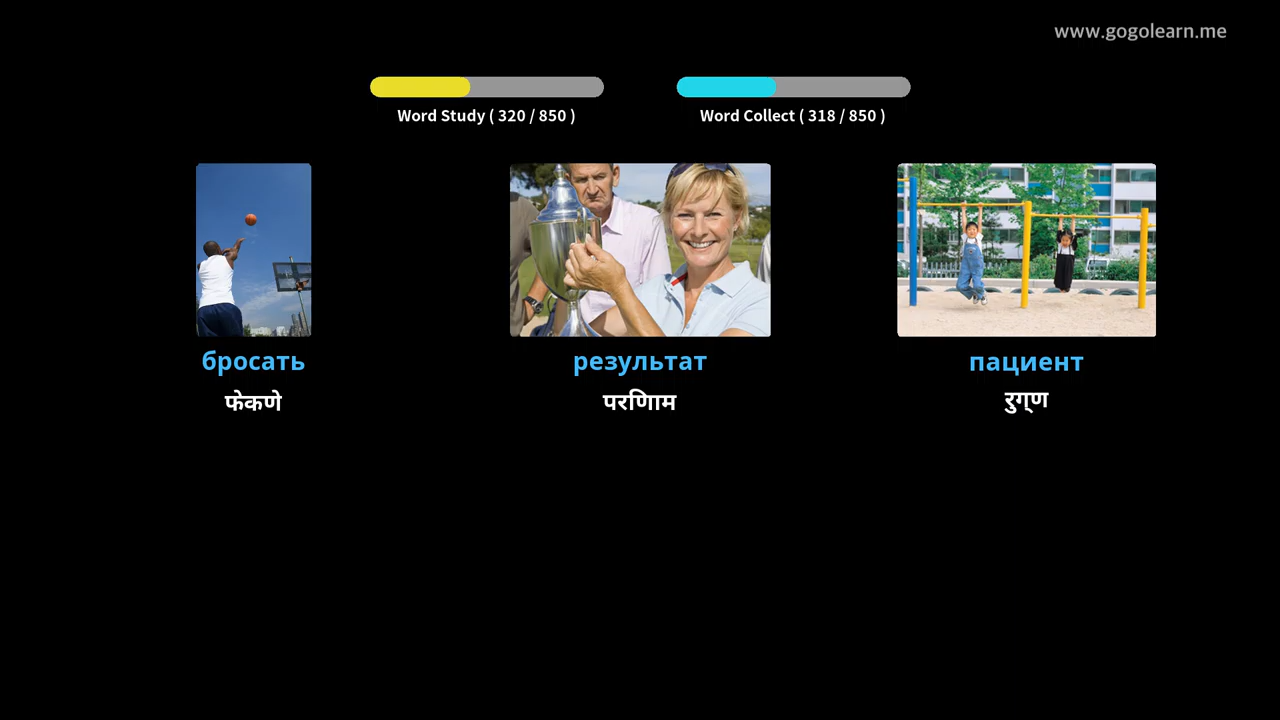 www.gogolearn.me
Word Study ( 320 / 850 )
Word Collect ( 318 / 850 )
бросать
результат
пациент
फेकणे
परिणाम
रुग्ण